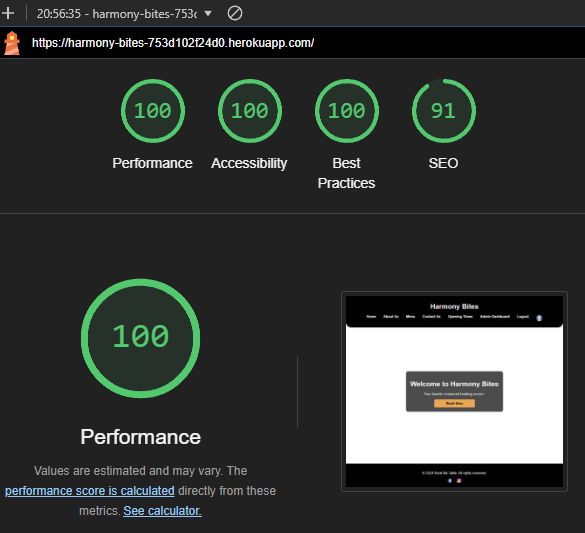 20:56:35 - harmony-bites-753d
https://harmony-bites-753d102f24d0.herokuapp.com/
100 100 100 91
Performance Accessibility Best Practices SEO
100
Performance
Values are estimated and may vary. The
performance score is calculated directly from these
metrics. See calculator.
Harmony Bites
Home About Us Menu Contact Us Opening Times Admin Dashboard Logout
Welcome to Harmony Bites
Book Now
© 2024 Book My Table. All rights reserved.